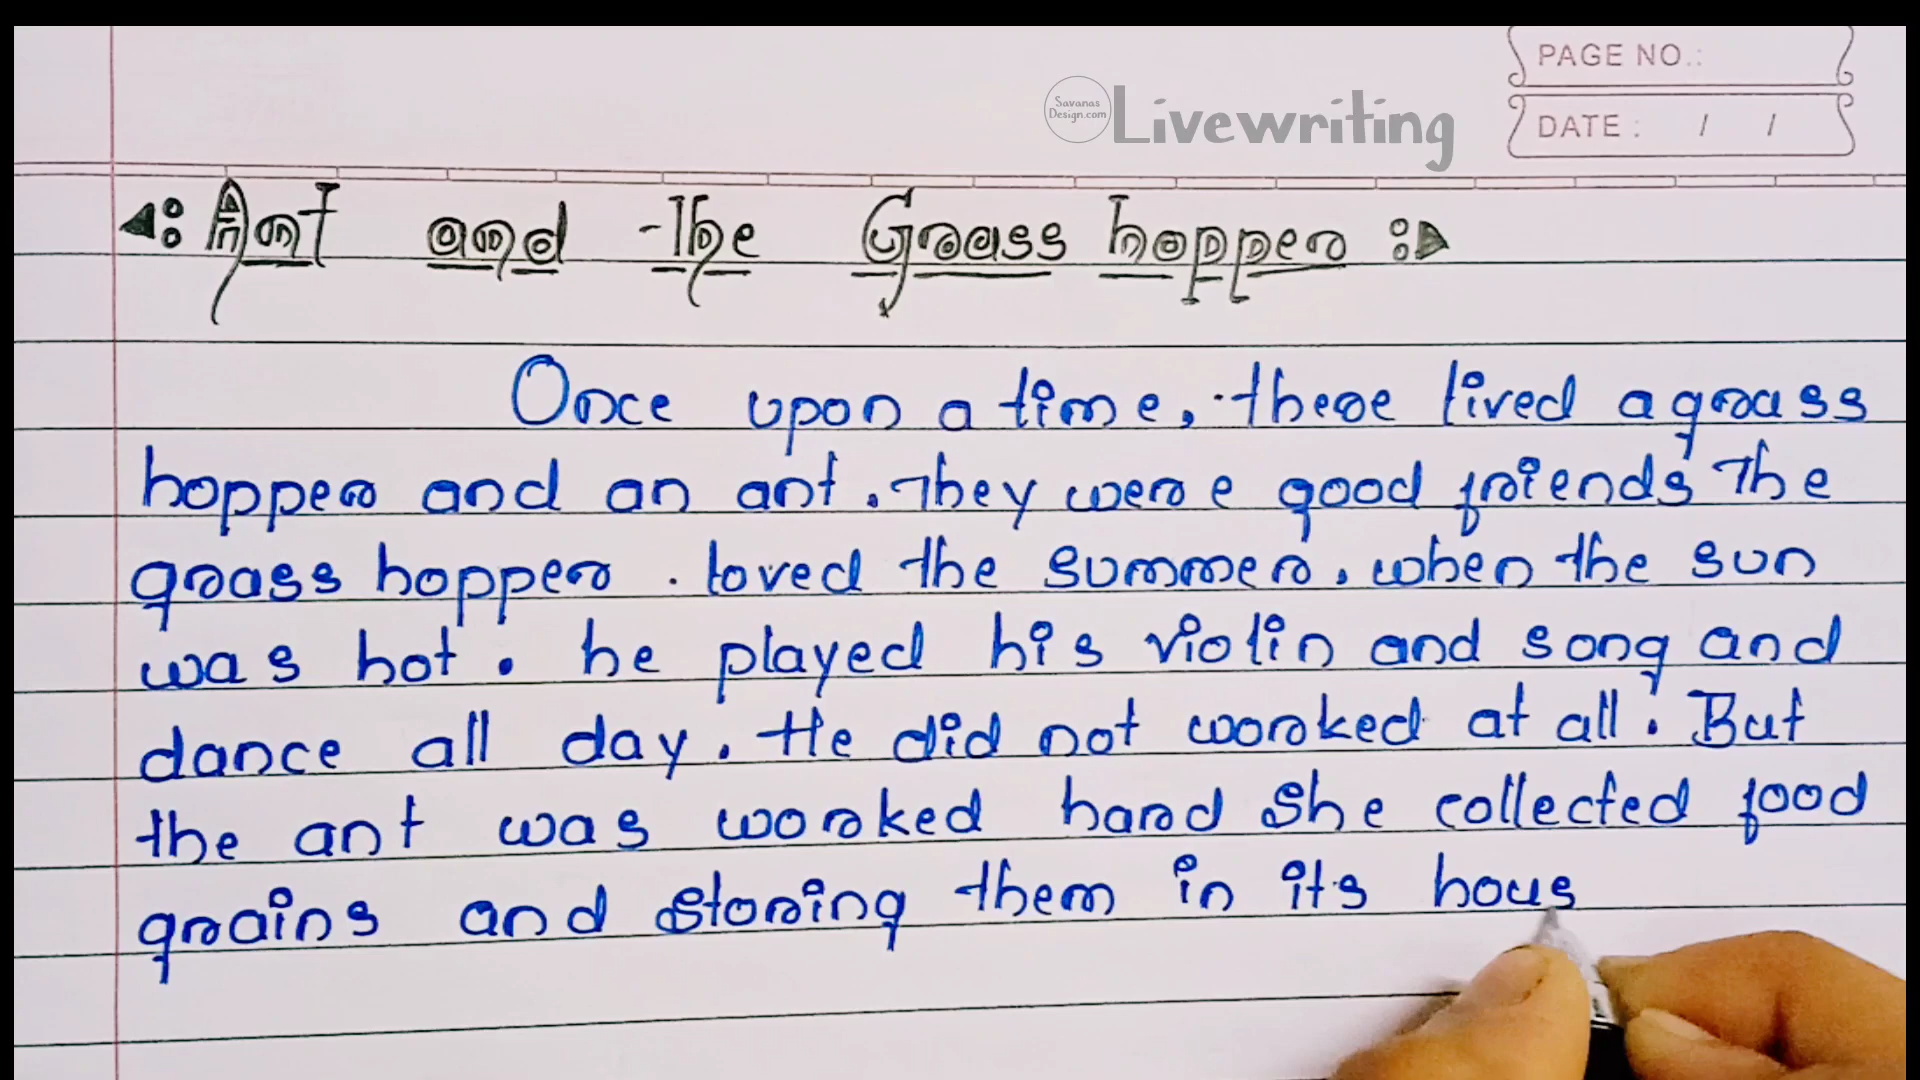 PAGE NO.:
Savanas Design.com Livewriting
DATE : / /
Ant and The Grass hopper
Once upon a time, there lived a grass
hopper and an ant. They were good friends The
grass hopper . loved the summer. when the sun
was hot. he played his violin and song and
dance all day. He did not worked at all. But
the ant was worked hard She collected food
grains and storing them in its hous